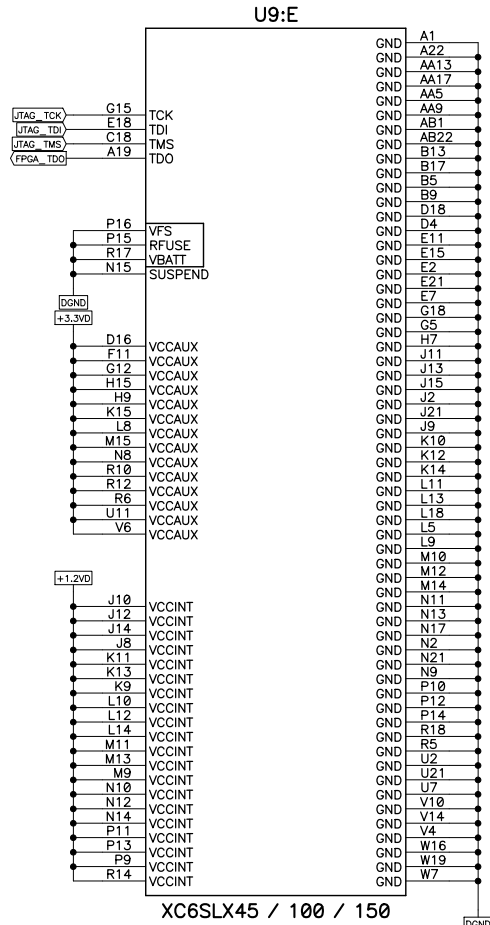 U9:E
JTAG_TCK G15 TCK
JTAG_TDI E18 TDI
JTAG_TMS C18 TMS
FPGA_TDO A19 TDO
P16 VFS
P15 RFUSE
R17 VBATT
N15 SUSPEND
DGND
+3.3VD
D16 VCCAUX
F11 VCCAUX
G12 VCCAUX
H15 VCCAUX
H9 VCCAUX
K15 VCCAUX
L8 VCCAUX
M15 VCCAUX
N8 VCCAUX
R10 VCCAUX
R12 VCCAUX
R6 VCCAUX
U11 VCCAUX
V6 VCCAUX
+1.2VD
J10 VCCINT
J12 VCCINT
J14 VCCINT
J8 VCCINT
K11 VCCINT
K13 VCCINT
K9 VCCINT
L10 VCCINT
L12 VCCINT
L14 VCCINT
M11 VCCINT
M13 VCCINT
M9 VCCINT
N10 VCCINT
N12 VCCINT
N14 VCCINT
P11 VCCINT
P13 VCCINT
P9 VCCINT
R14 VCCINT
GND A1
GND A22
GND AA13
GND AA17
GND AA5
GND AA9
GND AB1
GND AB22
GND B13
GND B17
GND B5
GND B9
GND D18
GND D4
GND E11
GND E15
GND E2
GND E21
GND E7
GND G18
GND G5
GND H7
GND J11
GND J13
GND J15
GND J2
GND J21
GND J9
GND K10
GND K12
GND K14
GND L11
GND L13
GND L18
GND L5
GND L9
GND M10
GND M12
GND M14
GND N11
GND N13
GND N17
GND N2
GND N21
GND N9
GND P10
GND P12
GND P14
GND R18
GND R5
GND U2
GND U21
GND U7
GND V10
GND V14
GND V4
GND W16
GND W19
GND W7
DGND
XC6SLX45 / 100 / 150